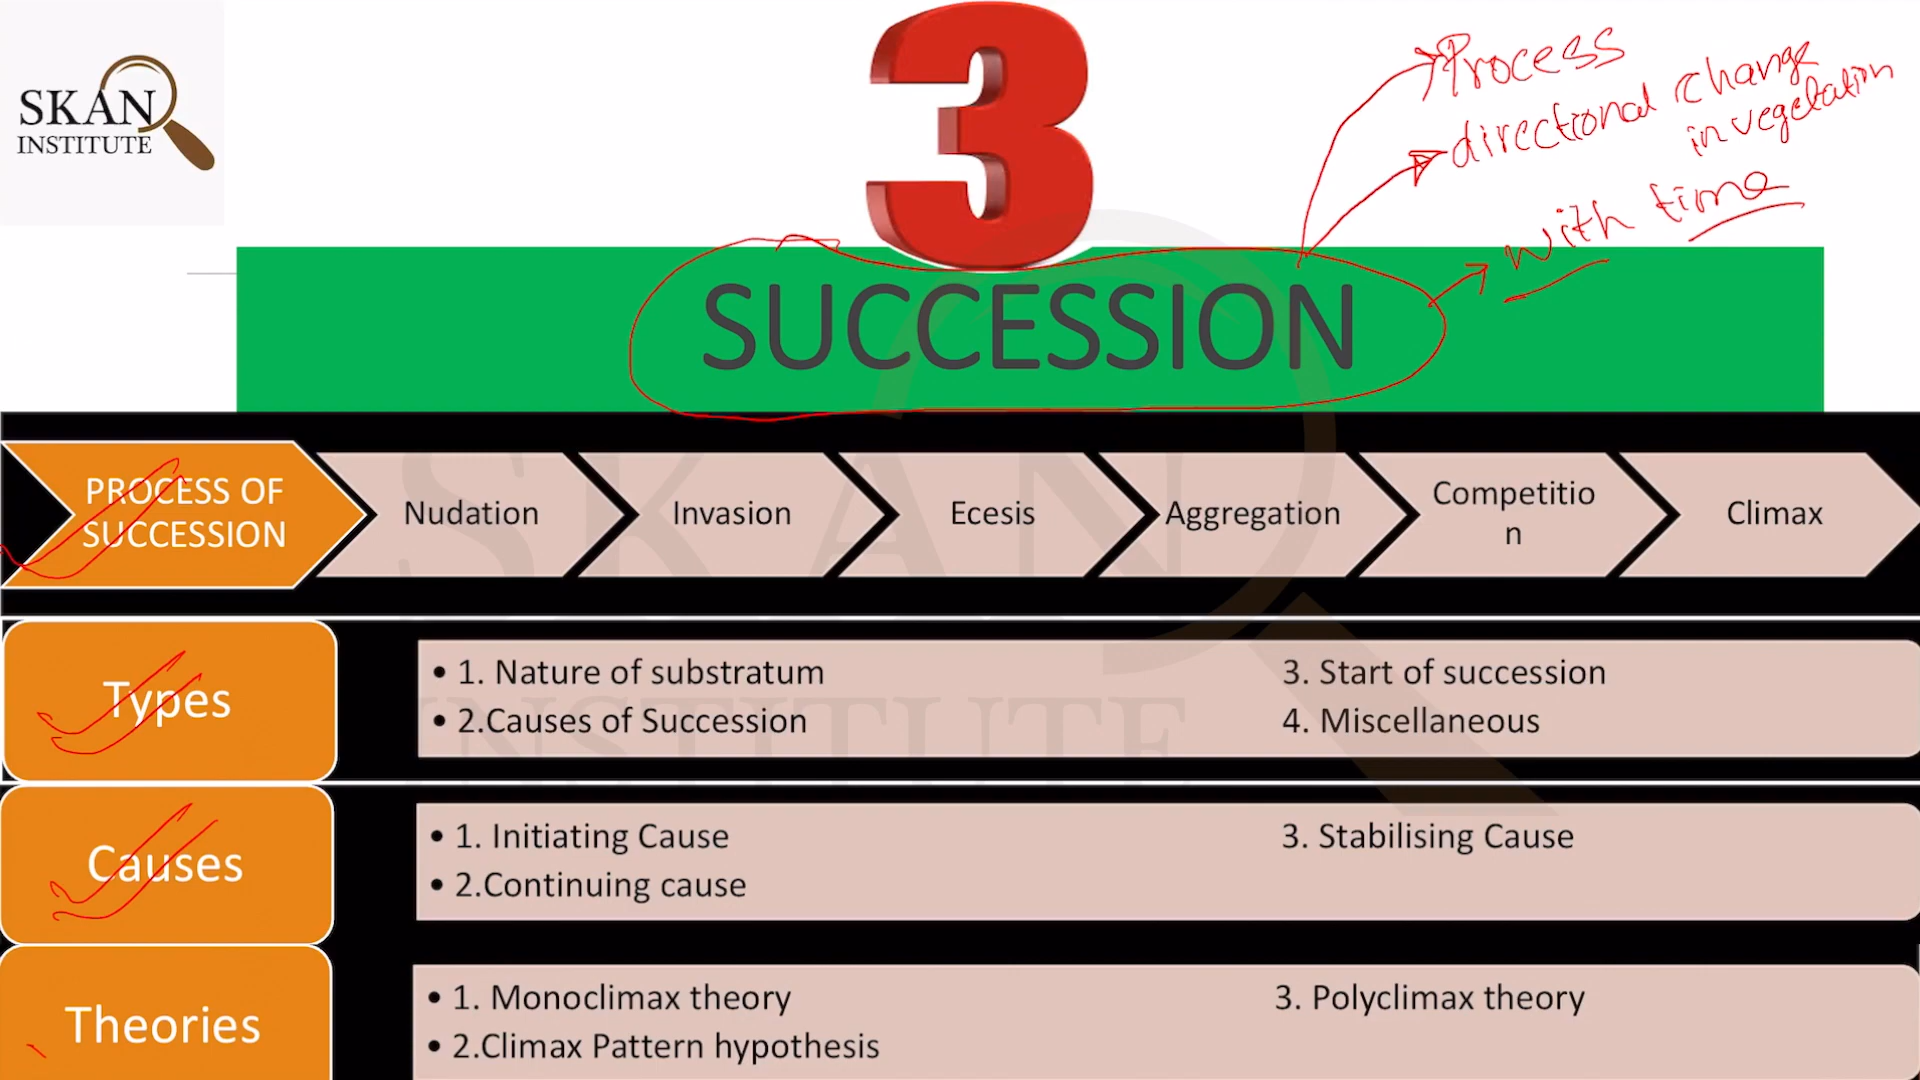 SKAN
INSTITUTE
3
Process
directional change
in vegetation
with time
SUCCESSION
PROCESS OF
SUCCESSION
Nudation
Invasion
Ecesis
Aggregation
Competitio
n
Climax
Types
• 1. Nature of substratum
• 2.Causes of Succession
3. Start of succession
4. Miscellaneous
Causes
• 1. Initiating Cause
• 2.Continuing cause
3. Stabilising Cause
Theories
• 1. Monoclimax theory
• 2.Climax Pattern hypothesis
3. Polyclimax theory
SKAN
INSTITUTE